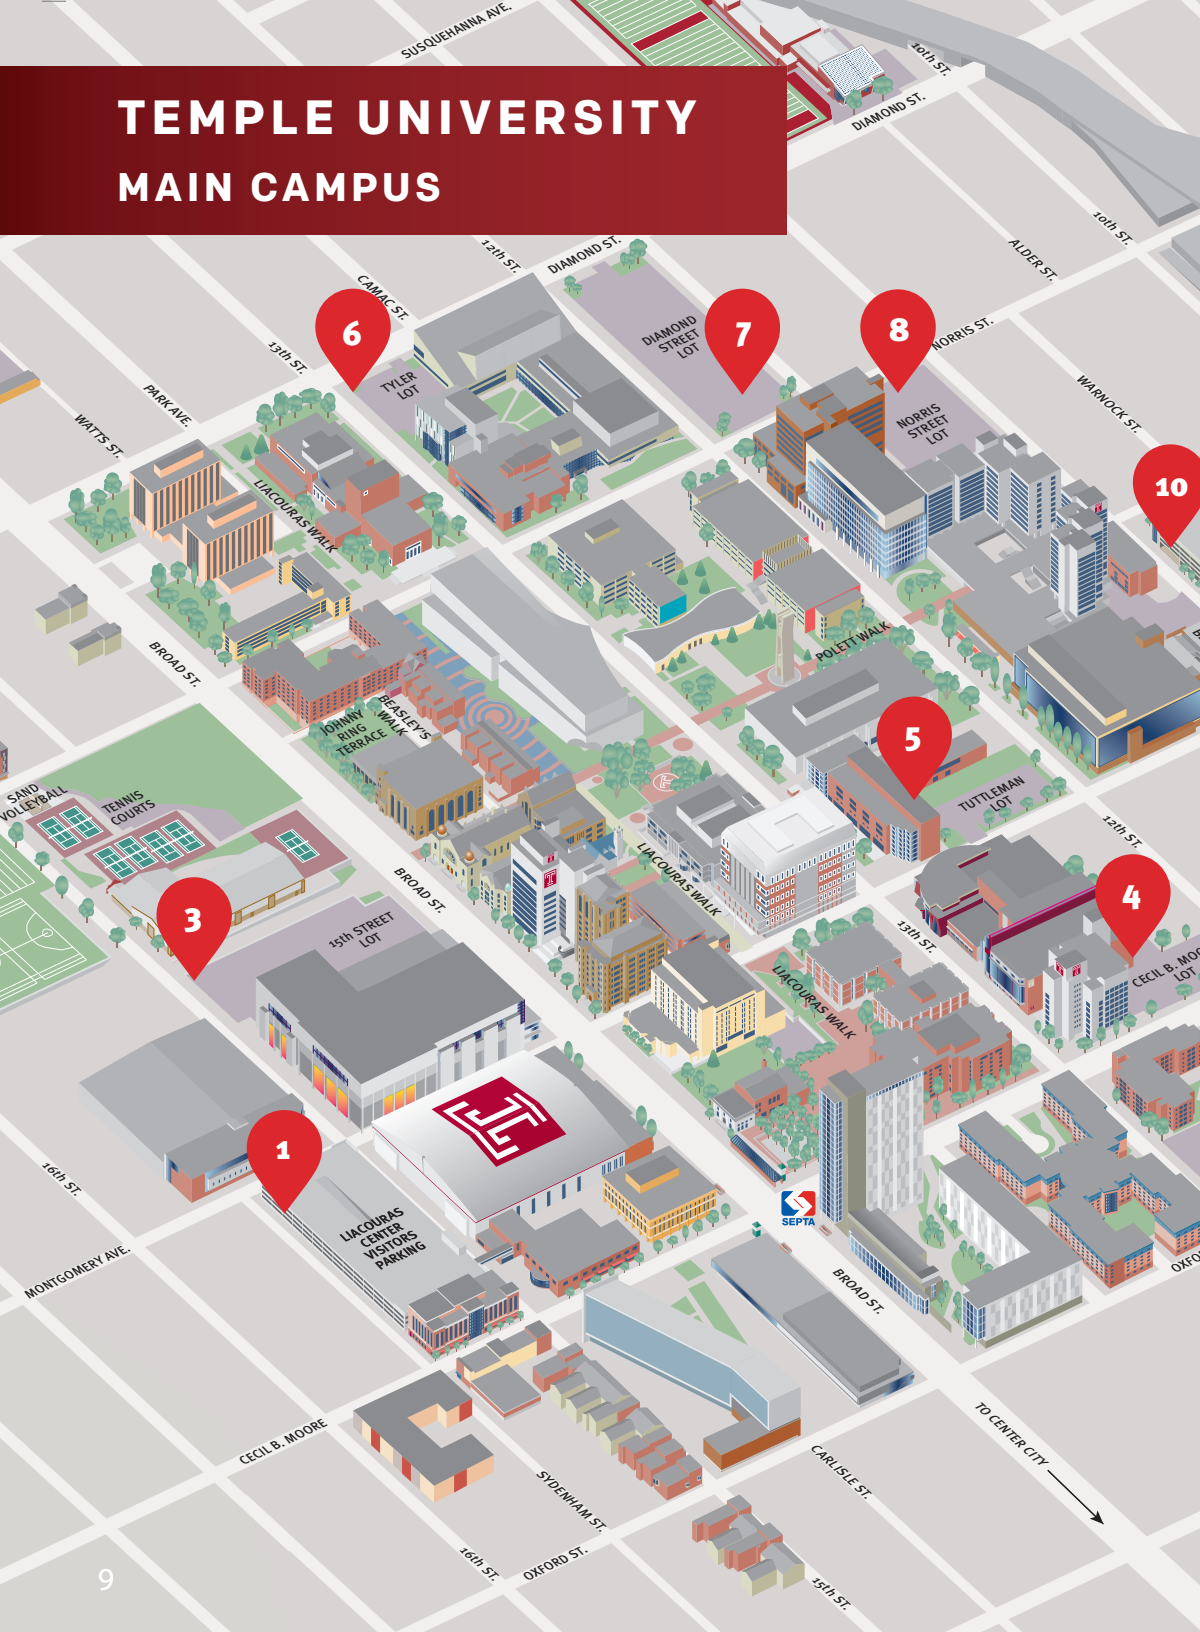 SUSQUEHANNA AVE.
10th ST.
DIAMOND ST.
TEMPLE UNIVERSITY
MAIN CAMPUS
10th ST.
ALDER ST.
12th ST.
DIAMOND ST.
CAMAC ST.
6
7
8
NORRIS ST.
DIAMOND
STREET
LOT
13th ST.
TYLER
LOT
PARK AVE.
WATTS ST.
NORRIS
STREET
LOT
WARNOCK ST.
10
LIACOURAS WALK
BROAD ST.
POLETT WALK
JOHNNY
RING
TERRACE
BEASLEY'S
WALK
5
TUTTLEMAN
LOT
SAND
VOLLEYBALL
TENNIS
COURTS
12th ST.
LIACOURAS WALK
BROAD ST.
3
15th STREET
LOT
4
13th ST.
CECIL B. MOO
LOT
LIACOURAS WALK
1
16th ST.
SEPTA
LIACOURAS
CENTER
VISITORS
PARKING
MONTGOMERY AVE.
BROAD ST.
OXFO
CECIL B. MOORE
TO CENTER CITY
CARLISLE ST.
SYDENHAM ST.
16th ST.
OXFORD ST.
15th ST.
9